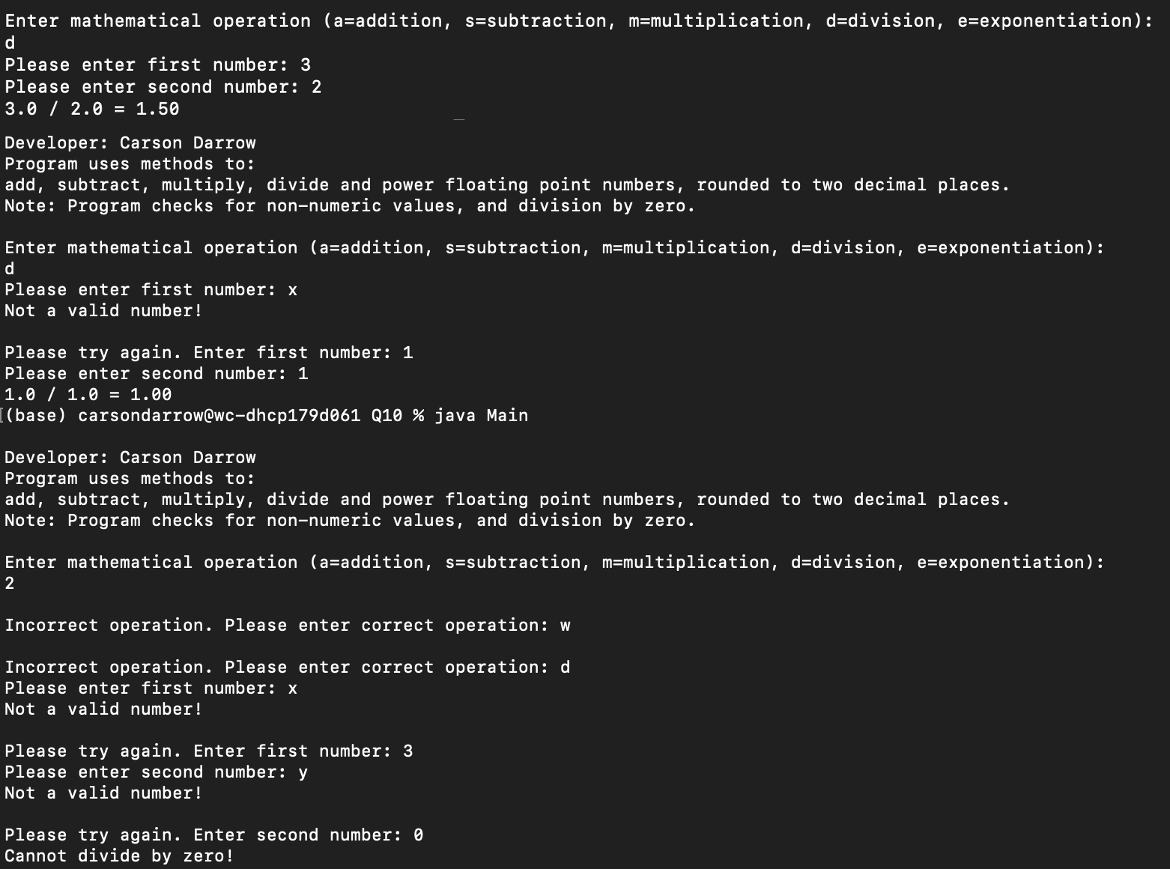 Enter mathematical operation (a=addition, s=subtraction, m=multiplication, d=division, e=exponentiation):
d
Please enter first number: 3
Please enter second number: 2
3.0 / 2.0 = 1.50
Developer: Carson Darrow
Program uses methods to:
add, subtract, multiply, divide and power floating point numbers, rounded to two decimal places.
Note: Program checks for non-numeric values, and division by zero.
Enter mathematical operation (a=addition, s=subtraction, m=multiplication, d=division, e=exponentiation):
d
Please enter first number: x
Not a valid number!
Please try again. Enter first number: 1
Please enter second number: 1
1.0 / 1.0 = 1.00
[(base) carsondarrow@wc-dhcp179d061 Q10 % java Main
Developer: Carson Darrow
Program uses methods to:
add, subtract, multiply, divide and power floating point numbers, rounded to two decimal places.
Note: Program checks for non-numeric values, and division by zero.
Enter mathematical operation (a=addition, s=subtraction, m=multiplication, d=division, e=exponentiation):
2
Incorrect operation. Please enter correct operation: w
Incorrect operation. Please enter correct operation: d
Please enter first number: x
Not a valid number!
Please try again. Enter first number: 3
Please enter second number: y
Not a valid number!
Please try again. Enter second number: 0
Cannot divide by zero!